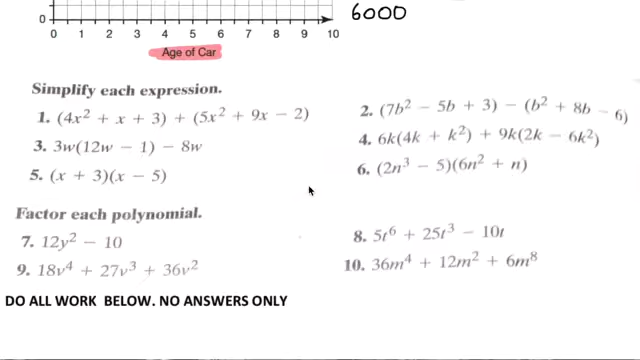 0
0 1 2 3 4 5 6 7 8 9 10
Age of Car
6000
Simplify each expression.
1. (4x² + x + 3) + (5x² + 9x − 2)
2. (7b² − 5b + 3) − (b² + 8b − 6)
3. 3w(12w − 1) − 8w
4. 6k(4k + k²) + 9k(2k − 6k²)
5. (x + 3)(x − 5)
6. (2n³ − 5)(6n² + n)
Factor each polynomial.
7. 12y² − 10
8. 5t⁶ + 25t³ − 10t
9. 18v⁴ + 27v³ + 36v²
10. 36m⁴ + 12m² + 6m⁸
DO ALL WORK BELOW. NO ANSWERS ONLY